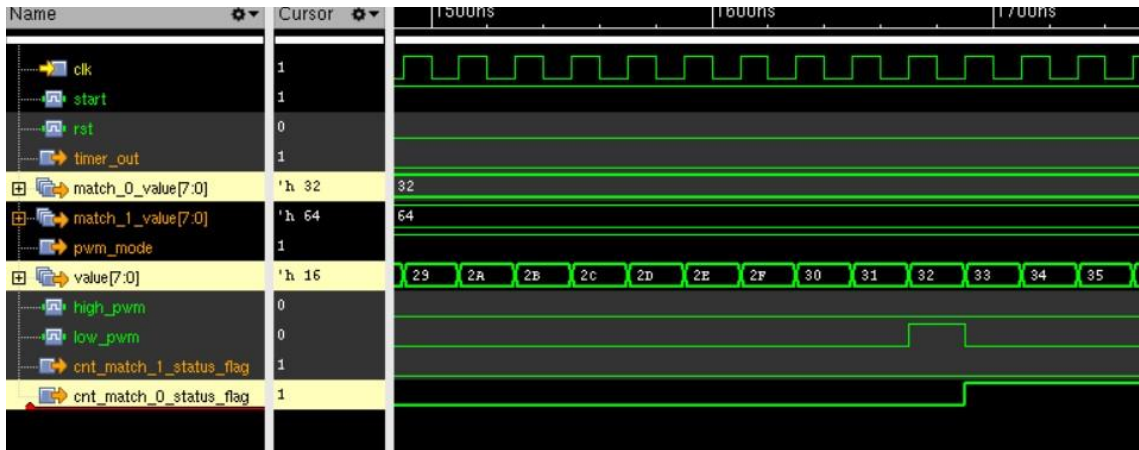 Name Cursor 1500ns 1600ns 1700ns
clk 1
start 1
rst 0
timer_out 1
match_0_value[7:0] 'h 32 32
match_1_value[7:0] 'h 64 64
pwm_mode 1
value[7:0] 'h 16 29 2A 2B 2C 2D 2E 2F 30 31 32 33 34 35
high_pwm 0
low_pwm 0
cnt_match_1_status_flag 1
cnt_match_0_status_flag 1